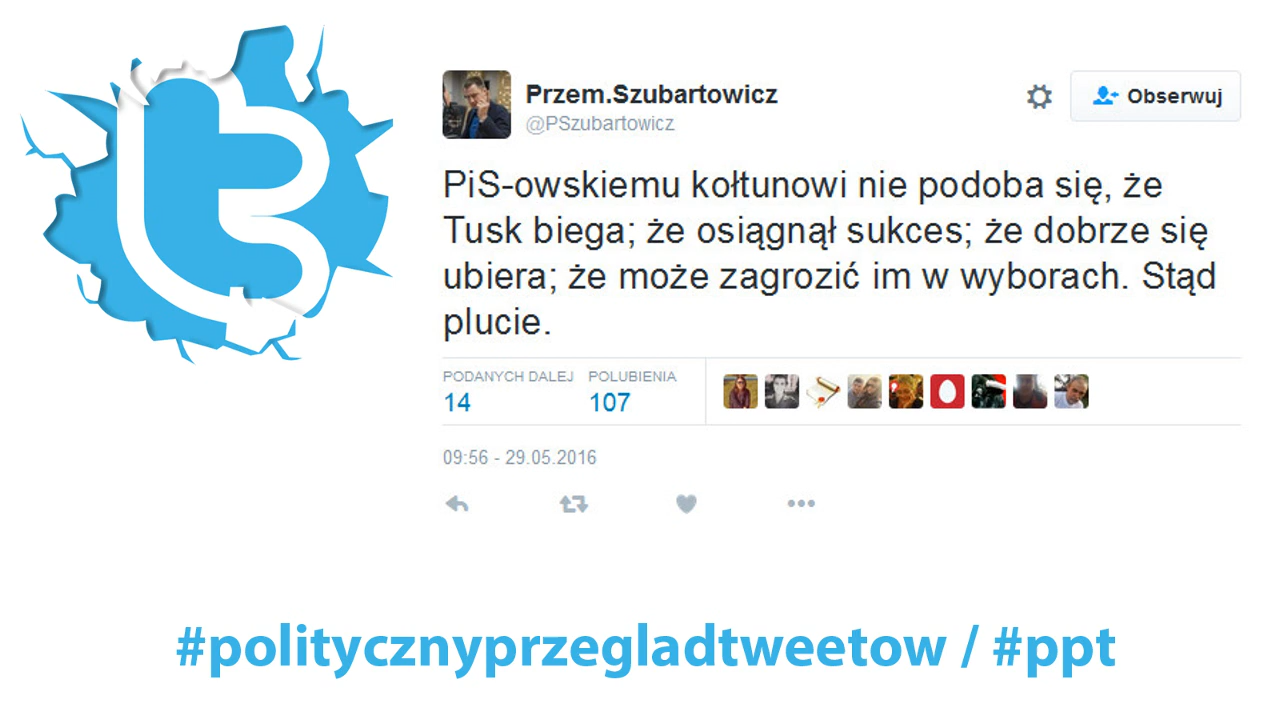 Przem.Szubartowicz
@PSzubartowicz
Obserwuj
PiS-owskiemu kołtunowi nie podoba się, że
Tusk biega; że osiągnął sukces; że dobrze się
ubiera; że może zagrozić im w wyborach. Stąd
plucie.
PODANYCH DALEJ POLUBIENIA
14 107
09:56 - 29.05.2016
#politycznyprzegladtweetow / #ppt